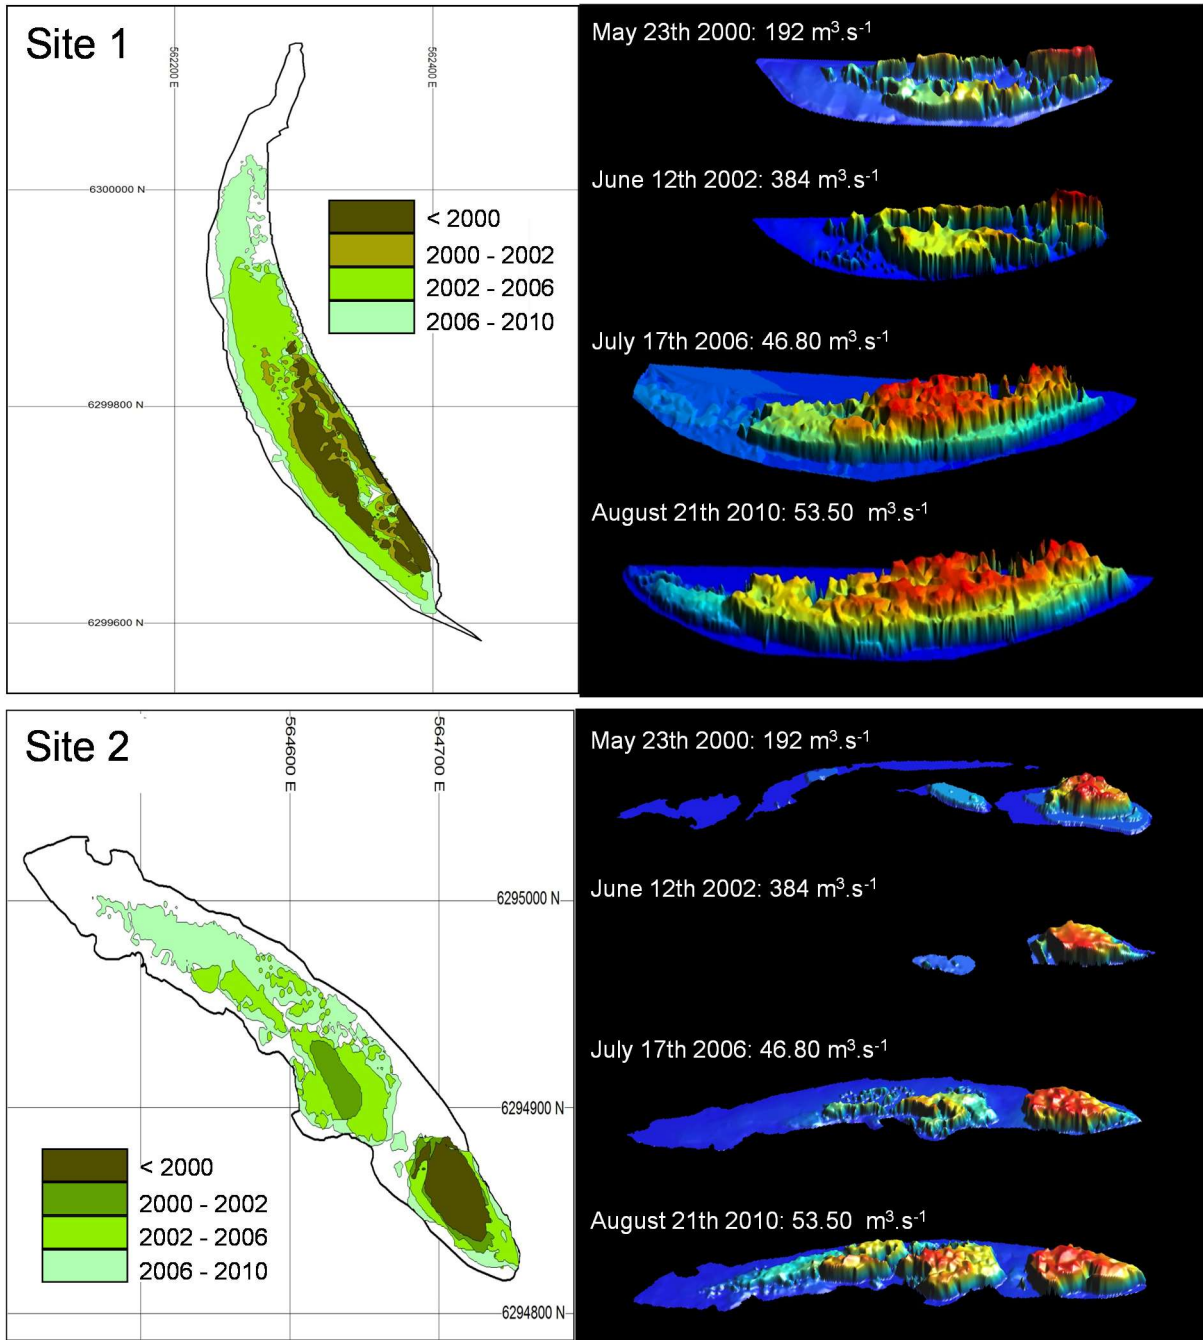 Site 1
562200 E
562400 E
6300000 N
6299800 N
6299600 N
< 2000
2000 - 2002
2002 - 2006
2006 - 2010
May 23th 2000: 192 m³.s⁻¹
June 12th 2002: 384 m³.s⁻¹
July 17th 2006: 46.80 m³.s⁻¹
August 21th 2010: 53.50 m³.s⁻¹
Site 2
564600 E
564700 E
6295000 N
6294900 N
6294800 N
< 2000
2000 - 2002
2002 - 2006
2006 - 2010
May 23th 2000: 192 m³.s⁻¹
June 12th 2002: 384 m³.s⁻¹
July 17th 2006: 46.80 m³.s⁻¹
August 21th 2010: 53.50 m³.s⁻¹